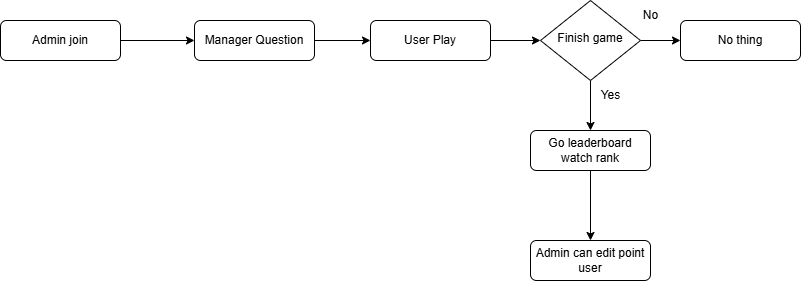 Admin join
Manager Question
User Play
Finish game
No
No thing
Yes
Go leaderboard
watch rank
Admin can edit point
user